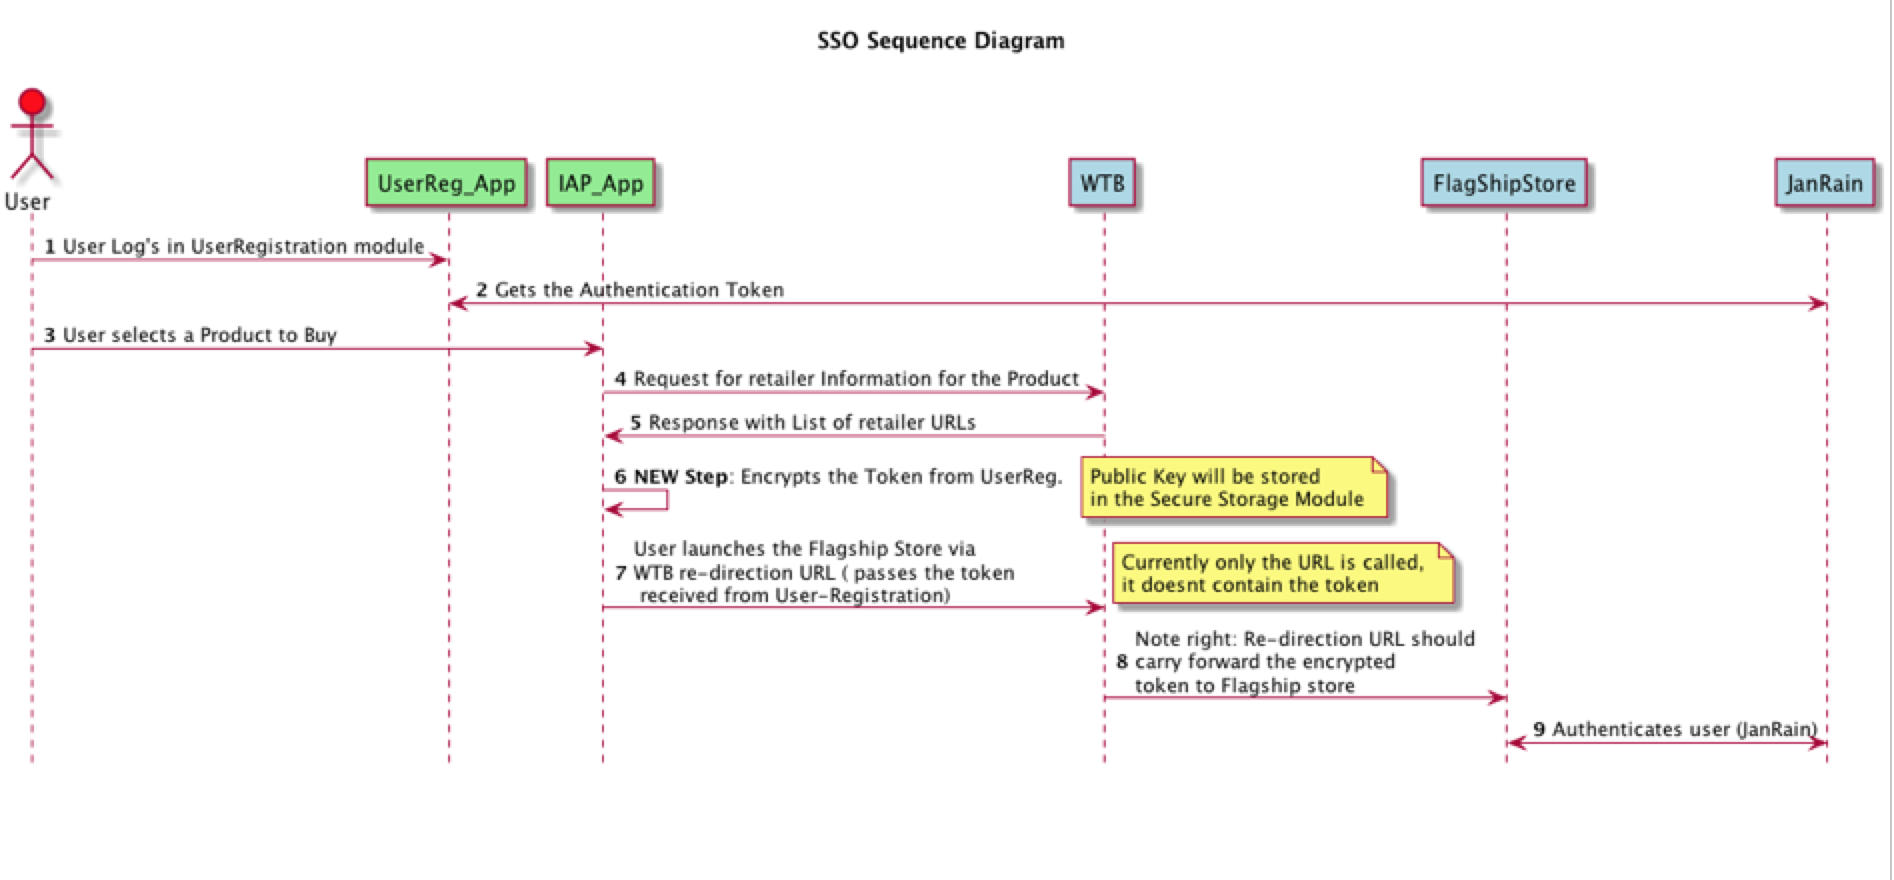 SSO Sequence Diagram
User
UserReg_App
IAP_App
WTB
FlagShipStore
JanRain
1 User Log's in UserRegistration module
2 Gets the Authentication Token
3 User selects a Product to Buy
4 Request for retailer Information for the Product
5 Response with List of retailer URLs
6 NEW Step: Encrypts the Token from UserReg.
Public Key will be stored
in the Secure Storage Module
User launches the Flagship Store via
7 WTB re-direction URL ( passes the token
received from User-Registration)
Currently only the URL is called,
it doesnt contain the token
Note right: Re-direction URL should
8 carry forward the encrypted
token to Flagship store
9 Authenticates user (JanRain)